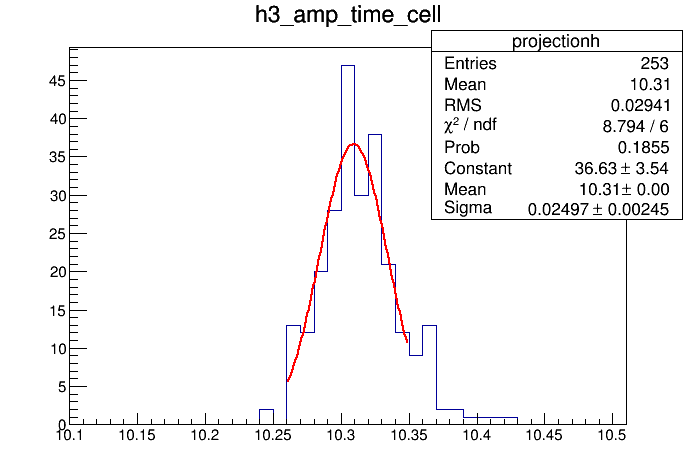 h3_amp_time_cell
projectionh
Entries 253
Mean 10.31
RMS 0.02941
χ² / ndf 8.794 / 6
Prob 0.1855
Constant 36.63 ± 3.54
Mean 10.31± 0.00
Sigma 0.02497 ± 0.00245
45
40
35
30
25
20
15
10
5
0
10.1 10.15 10.2 10.25 10.3 10.35 10.4 10.45 10.5